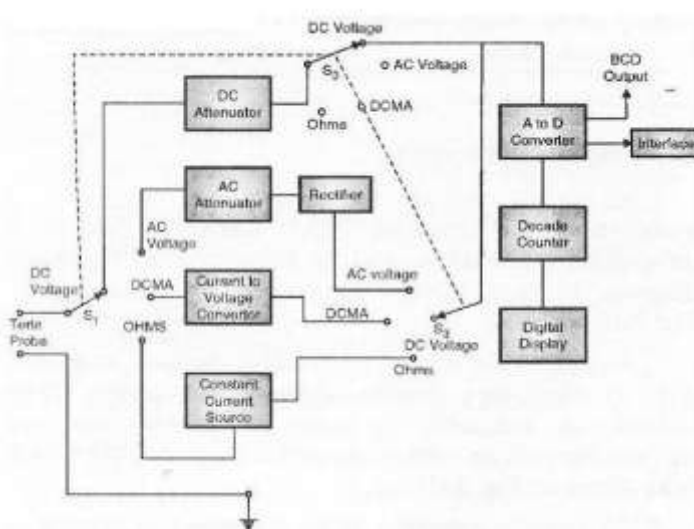 DC Voltage
S3
AC Voltage
BCD
Output
DC
Attenuator
Ohms
DCMA
A to D
Converter
Interface
AC
Attenuator
Rectifier
AC
Voltage
Decade
Counter
DC
Voltage
AC voltage
DCMA
Current to
Voltage
Convertor
DCMA
S1
S2
DC Voltage
Digital
Display
Terte
Probe
OHMS
Ohms
Constant
Current
Source